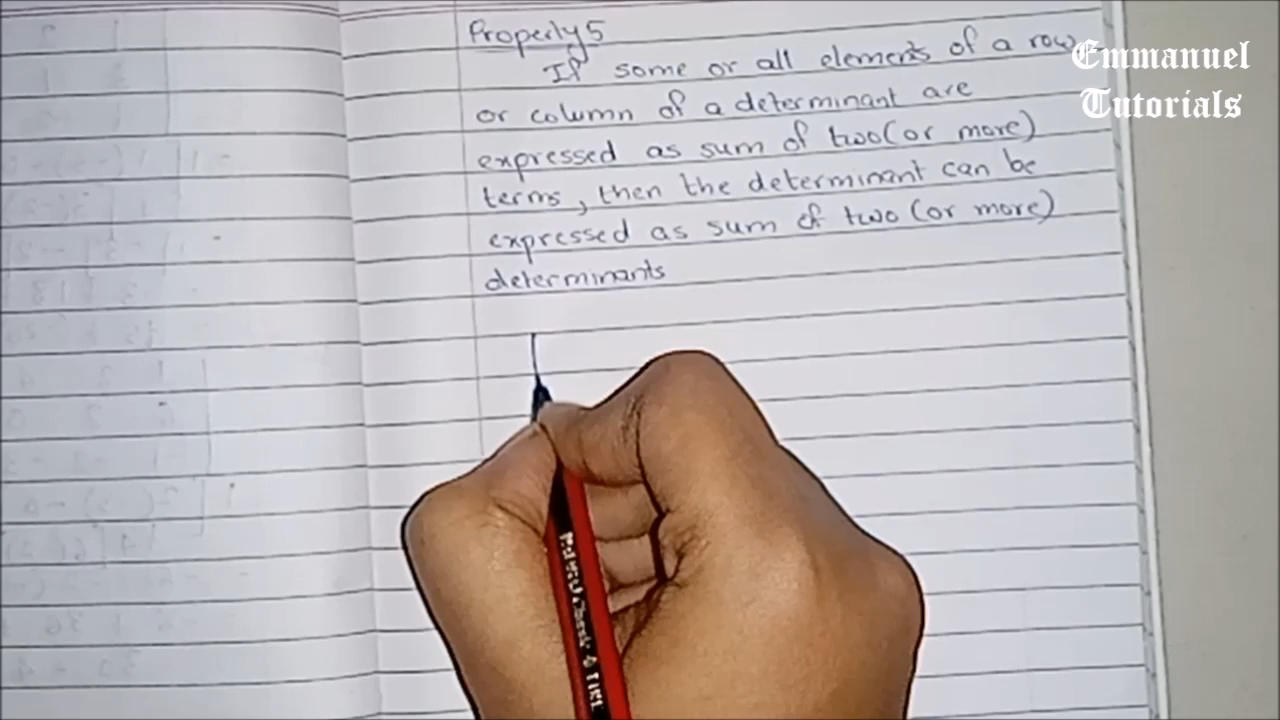 Property 5
If some or all elements of a row
or column of a determinant are
expressed as sum of two (or more)
terms, then the determinant can be
expressed as sum of two (or more)
determinants
Emmanuel
Tutorials